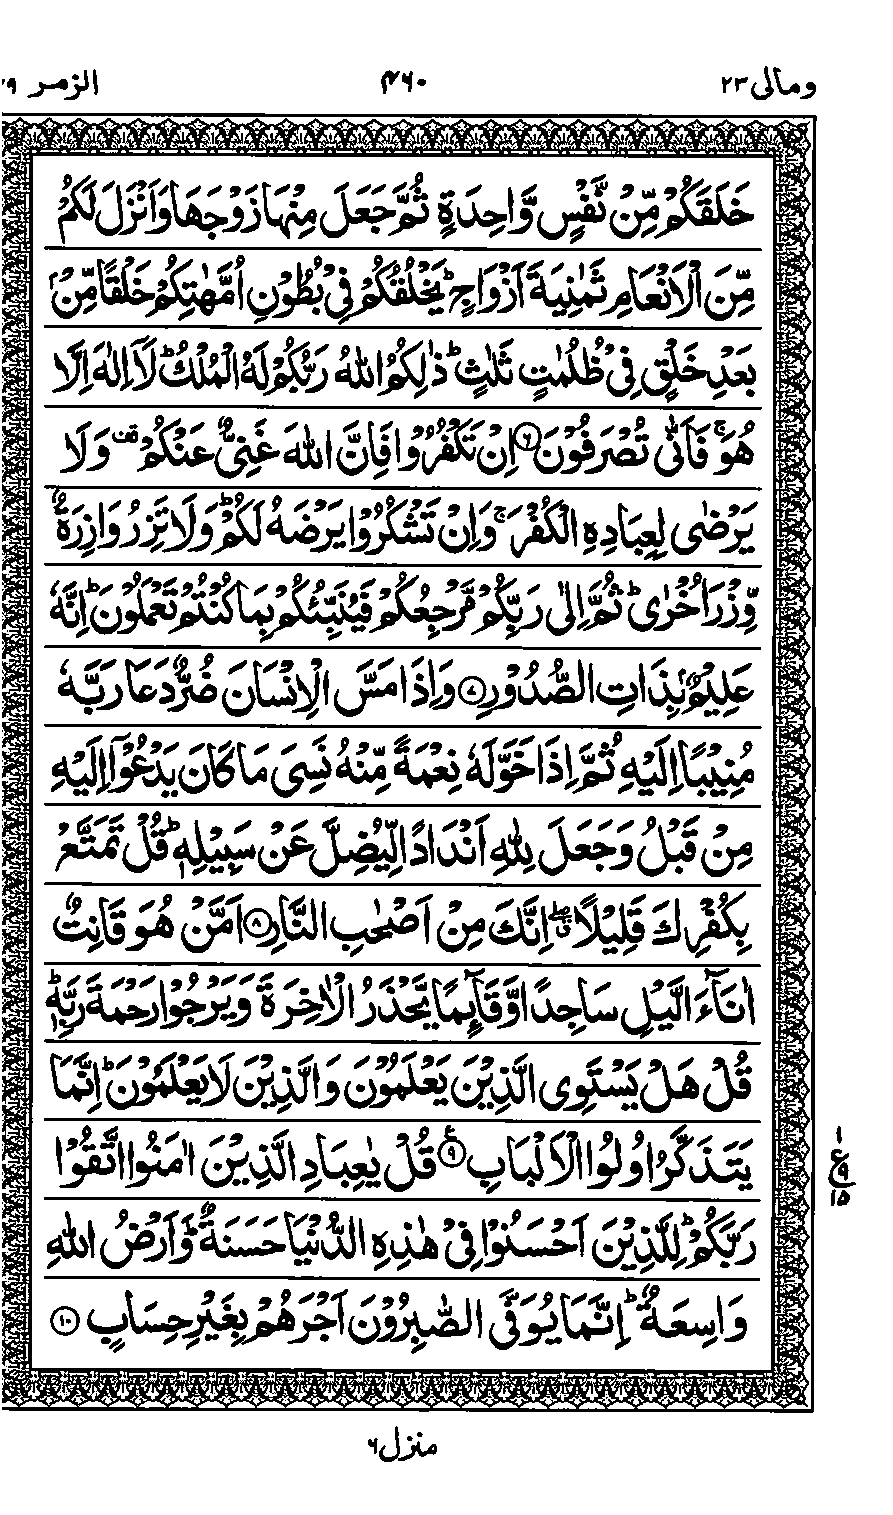 ومالی ۲۳ ۴۶۰ الزمر ۳۹
خَلَقَكُمْ مِّنْ نَّفْسٍ وَّاحِدَةٍ ثُمَّ جَعَلَ مِنْهَا زَوْجَهَا وَاَنْزَلَ لَكُمْ
مِّنَ الْاَنْعَامِ ثَمٰنِيَةَ اَزْوَاجٍ ؕ يَخْلُقُكُمْ فِيْ بُطُوْنِ اُمَّهٰتِكُمْ خَلْقًا مِّنْۢ
بَعْدِ خَلْقٍ فِيْ ظُلُمٰتٍ ثَلٰثٍ ؕ ذٰلِكُمُ اللّٰهُ رَبُّكُمْ لَهُ الْمُلْكُ ؕ لَاۤ اِلٰهَ اِلَّا
هُوَ ۚ فَاَنّٰى تُصْرَفُوْنَ ۝۶ اِنْ تَكْفُرُوْا فَاِنَّ اللّٰهَ غَنِيٌّ عَنْكُمْ ۫ وَلَا
يَرْضٰى لِعِبَادِهِ الْكُفْرَ ۚ وَاِنْ تَشْكُرُوْا يَرْضَهُ لَكُمْ ؕ وَلَا تَزِرُ وَازِرَةٌ
وِّزْرَ اُخْرٰى ؕ ثُمَّ اِلٰى رَبِّكُمْ مَّرْجِعُكُمْ فَيُنَبِّئُكُمْ بِمَا كُنْتُمْ تَعْمَلُوْنَ ؕ اِنَّهٗ
عَلِيْمٌۢ بِذَاتِ الصُّدُوْرِ ۝۷ وَاِذَا مَسَّ الْاِنْسَانَ ضُرٌّ دَعَا رَبَّهٗ
مُنِيْبًا اِلَيْهِ ثُمَّ اِذَا خَوَّلَهٗ نِعْمَةً مِّنْهُ نَسِيَ مَا كَانَ يَدْعُوْۤا اِلَيْهِ
مِنْ قَبْلُ وَجَعَلَ لِلّٰهِ اَنْدَادًا لِّيُضِلَّ عَنْ سَبِيْلِهٖ ؕ قُلْ تَمَتَّعْ
بِكُفْرِكَ قَلِيْلًا ۖ اِنَّكَ مِنْ اَصْحٰبِ النَّارِ ۝۸ اَمَّنْ هُوَ قَانِتٌ
اٰنَآءَ الَّيْلِ سَاجِدًا وَّقَآئِمًا يَّحْذَرُ الْاٰخِرَةَ وَيَرْجُوْا رَحْمَةَ رَبِّهٖ ؕ
قُلْ هَلْ يَسْتَوِى الَّذِيْنَ يَعْلَمُوْنَ وَالَّذِيْنَ لَا يَعْلَمُوْنَ ؕ اِنَّمَا
يَتَذَكَّرُ اُولُوا الْاَلْبَابِ ۝۹ قُلْ يٰعِبَادِ الَّذِيْنَ اٰمَنُوا اتَّقُوْا
رَبَّكُمْ ؕ لِلَّذِيْنَ اَحْسَنُوْا فِيْ هٰذِهِ الدُّنْيَا حَسَنَةٌ ؕ وَاَرْضُ اللّٰهِ
وَاسِعَةٌ ؕ اِنَّمَا يُوَفَّى الصّٰبِرُوْنَ اَجْرَهُمْ بِغَيْرِ حِسَابٍ ۝۱۰
۱
ع ۹
۱۵
منزل ۶